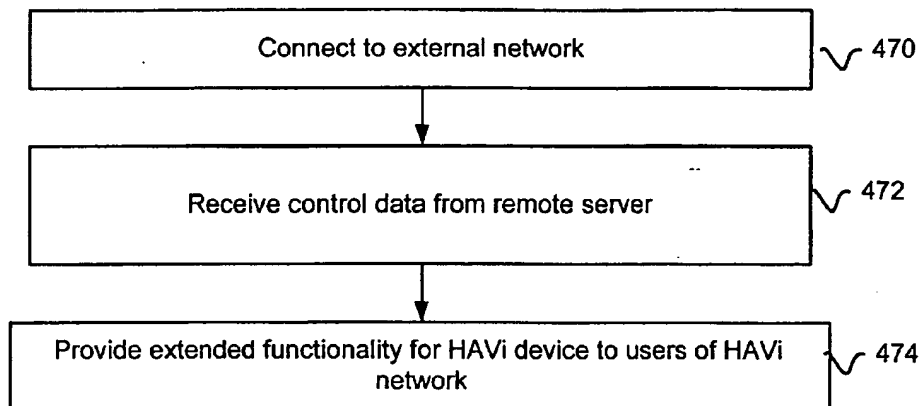 Connect to external network
470
Receive control data from remote server
472
Provide extended functionality for HAVi device to users of HAVi
network
474